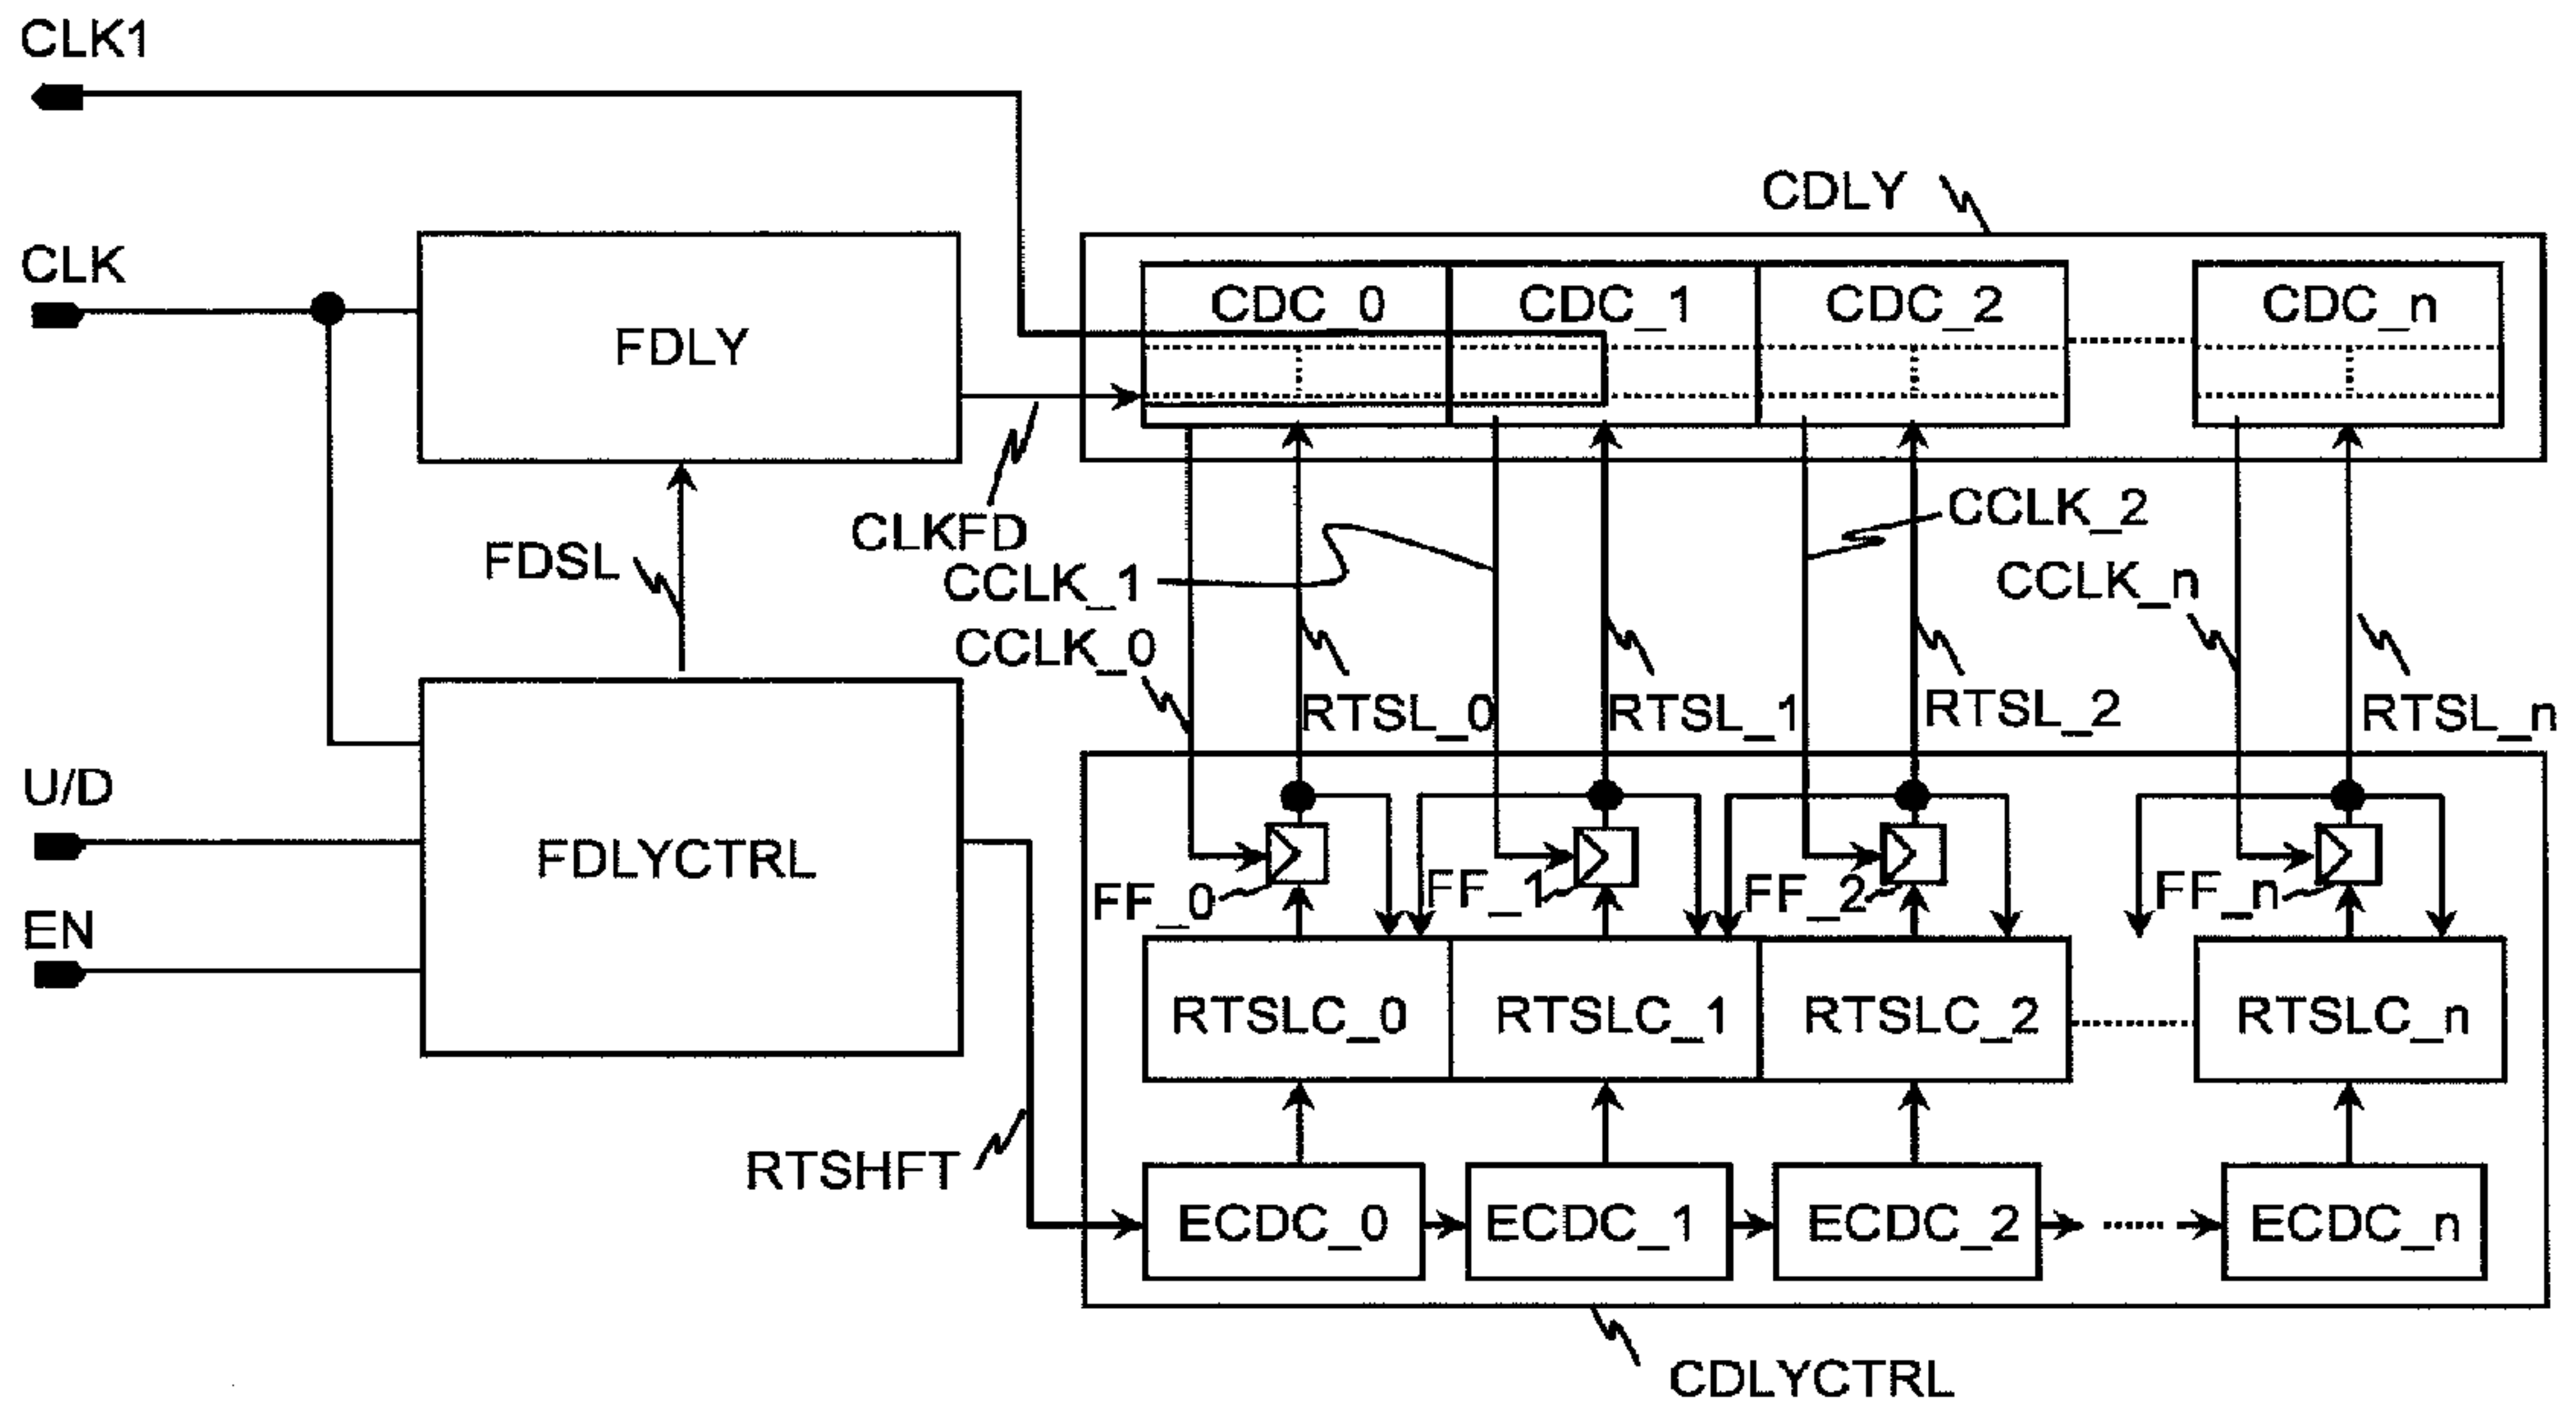 CLK1
CDLY
CLK
CDC_0
CDC_1
CDC_2
CDC_n
FDLY
CLKFD
CCLK_2
FDSL
CCLK_1
CCLK_n
CCLK_0
RTSL_0
RTSL_1
RTSL_2
RTSL_n
U/D
FDLYCTRL
FF_0
FF_1
FF_2
FF_n
EN
RTSLC_0
RTSLC_1
RTSLC_2
RTSLC_n
RTSHFT
ECDC_0
ECDC_1
ECDC_2
ECDC_n
CDLYCTRL